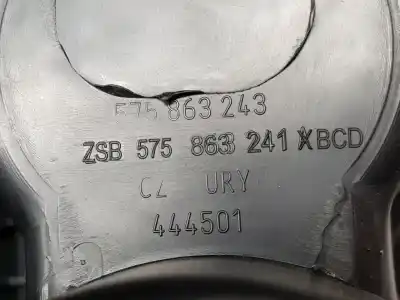 575 863 243
ZSB 575 863 241 XBCD
CZ URY
444501